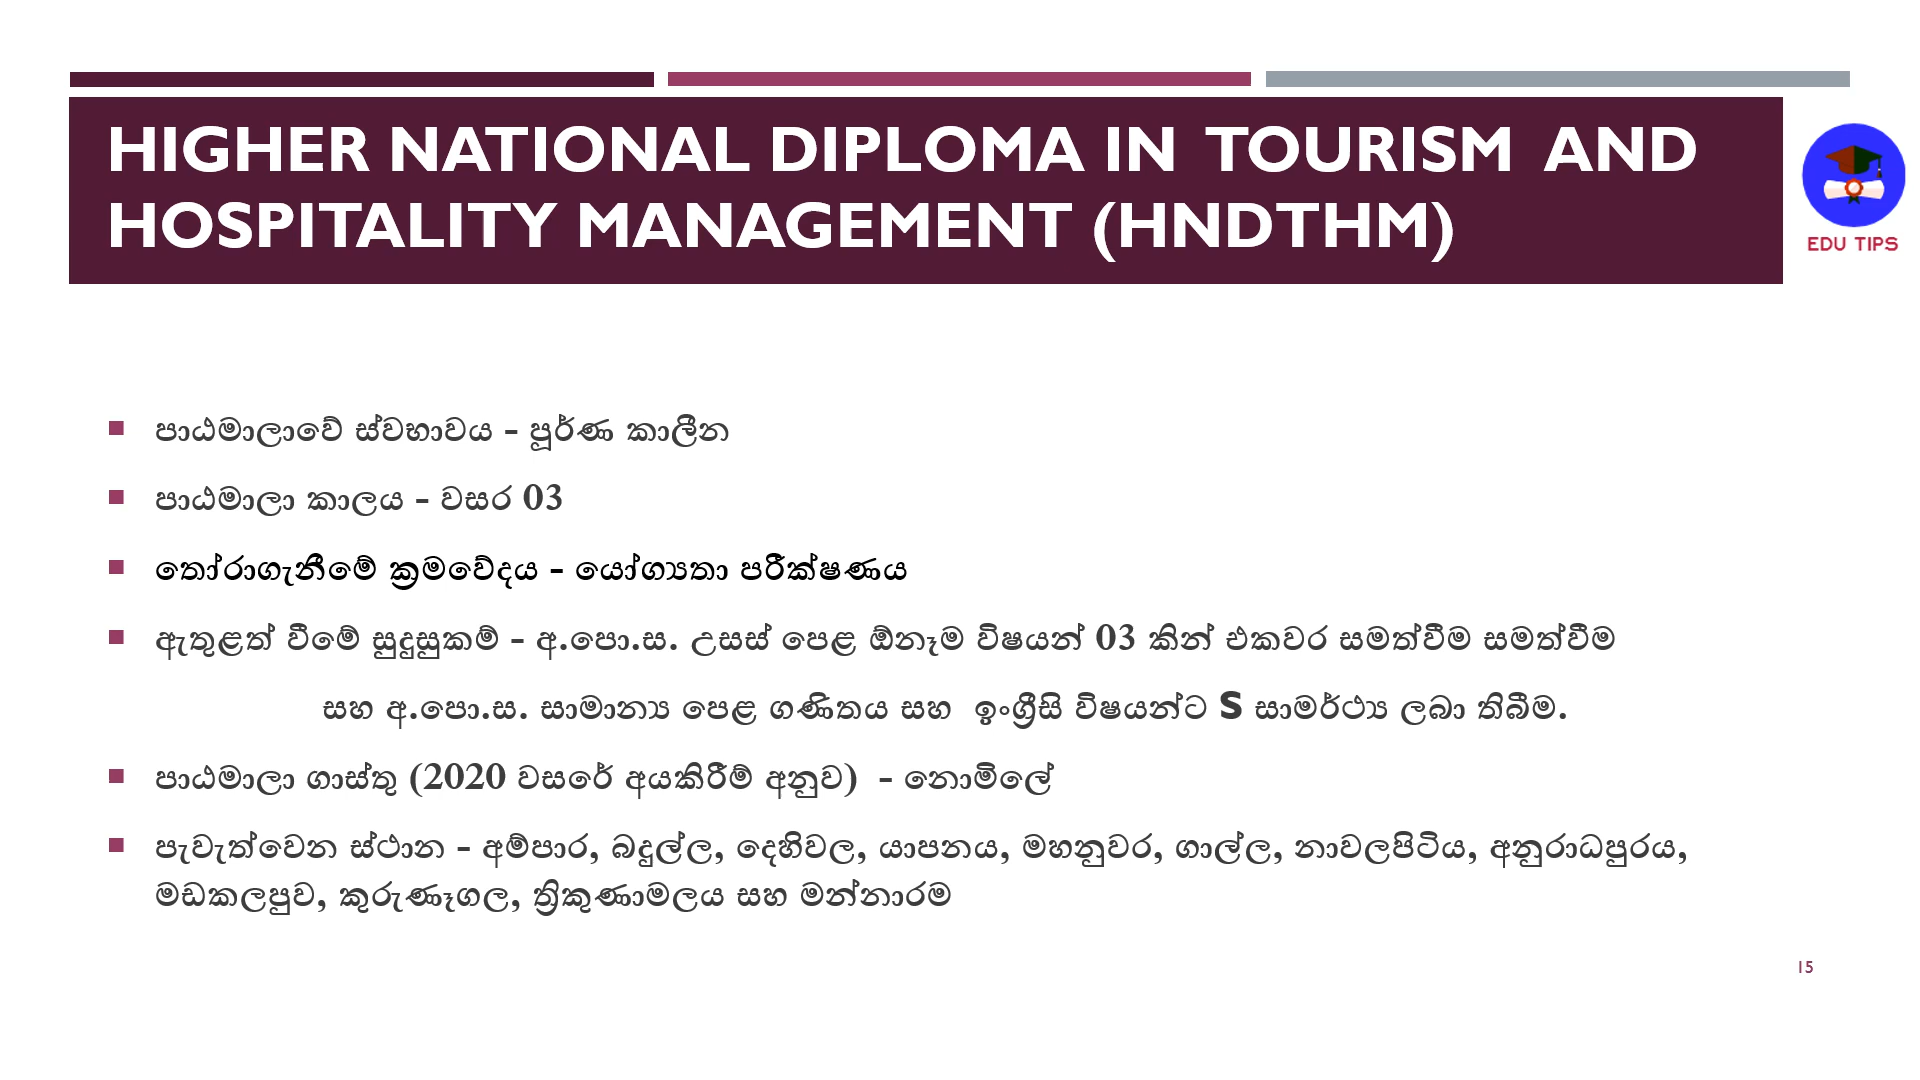 HIGHER NATIONAL DIPLOMA IN TOURISM AND
HOSPITALITY MANAGEMENT (HNDTHM)
EDU TIPS
පාඨමාලාවේ ස්වභාවය - පූර්ණ කාලීන
පාඨමාලා කාලය - වසර 03
තෝරාගැනීමේ ක්‍රමවේදය - යෝග්‍යතා පරීක්ෂණය
ඇතුළත් වීමේ සුදුසුකම් - අ.පො.ස. උසස් පෙළ ඕනෑම විෂයන් 03 කින් එකවර සමත්වීම සමත්වීම
සහ අ.පො.ස. සාමාන්‍ය පෙළ ගණිතය සහ ඉංග්‍රීසි විෂයන්ට S සාමර්ථ්‍ය ලබා තිබීම.
පාඨමාලා ගාස්තු (2020 වසරේ අයකිරීම් අනුව) - නොමිලේ
පැවැත්වෙන ස්ථාන - අම්පාර, බදුල්ල, දෙහිවල, යාපනය, මහනුවර, ගාල්ල, නාවලපිටිය, අනුරාධපුරය,
මඩකලපුව, කුරුණෑගල, ත්‍රිකුණාමලය සහ මන්නාරම
15